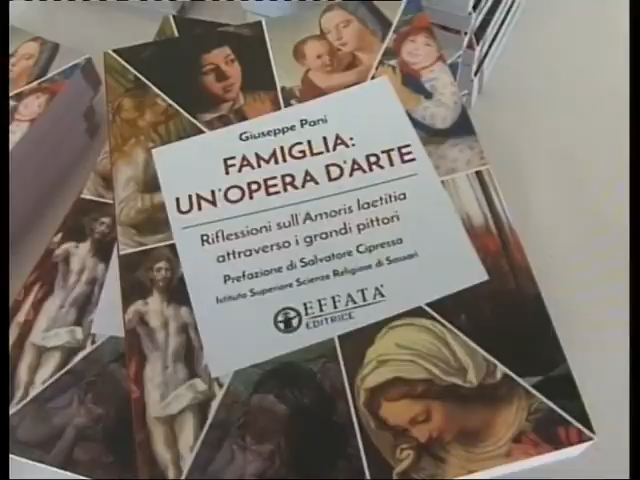 Giuseppe Pani
FAMIGLIA:
UN'OPERA D'ARTE
Riflessioni sull'Amoris laetitia
attraverso i grandi pittori
Prefazione di Salvatore Cipressa
Istituto Superiore Scienze Religiose di Sassari
EFFATÀ
EDITRICE